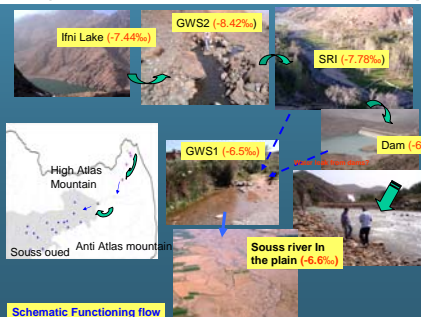 Ifni Lake (-7.44‰)
GWS2 (-8.42‰)
SRI (-7.78‰)
GWS1 (-6.5‰)
Dam (-6
High Atlas
Mountain
Souss oued
Anti Atlas mountain
Souss river In
the plain (-6.6‰)
Schematic Functioning flow